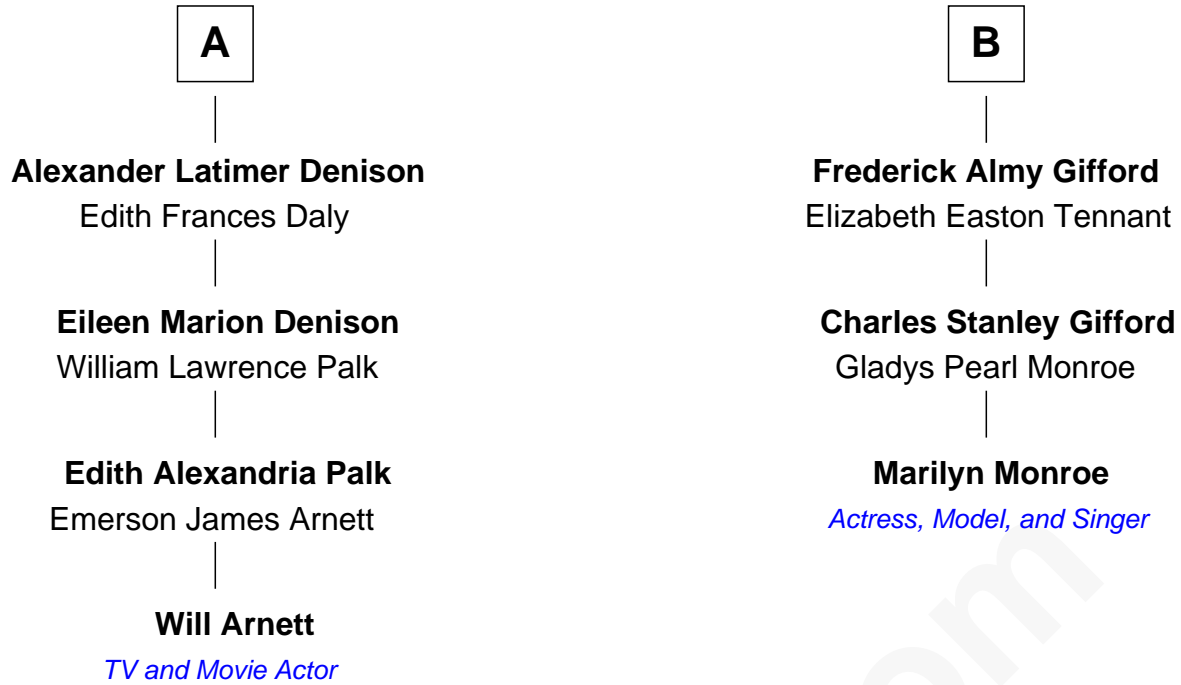 A
Alexander Latimer Denison
Edith Frances Daly
Eileen Marion Denison
William Lawrence Palk
Edith Alexandria Palk
Emerson James Arnett
Will Arnett
TV and Movie Actor
B
Frederick Almy Gifford
Elizabeth Easton Tennant
Charles Stanley Gifford
Gladys Pearl Monroe
Marilyn Monroe
Actress, Model, and Singer
om